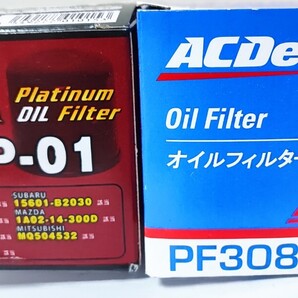 Platinum
OIL Filter
P-01
SUBARU
15601-B2030
MAZDA
1A02-14-300D
MITSUBISHI
MQ504532
ACDe
Oil Filter
オイルフィルター
PF308